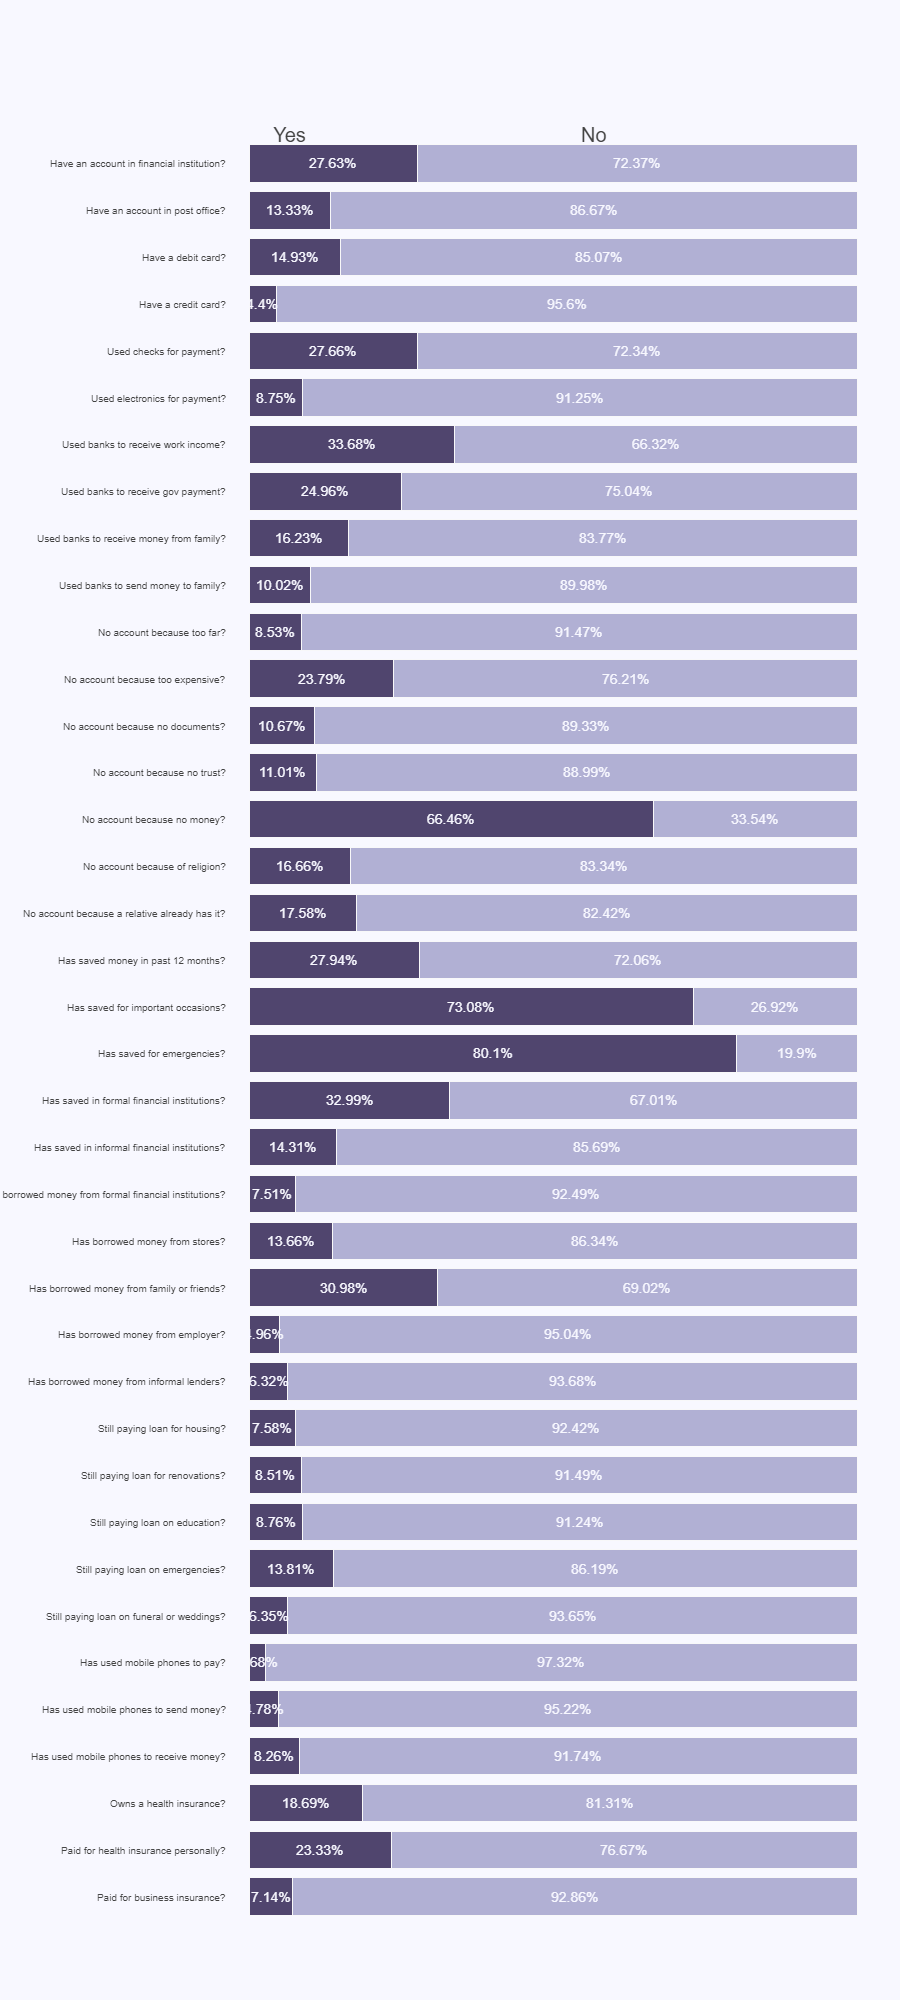 Yes No
Have an account in financial institution? 27.63% 72.37%
Have an account in post office? 13.33% 86.67%
Have a debit card? 14.93% 85.07%
Have a credit card? 4.4% 95.6%
Used checks for payment? 27.66% 72.34%
Used electronics for payment? 8.75% 91.25%
Used banks to receive work income? 33.68% 66.32%
Used banks to receive gov payment? 24.96% 75.04%
Used banks to receive money from family? 16.23% 83.77%
Used banks to send money to family? 10.02% 89.98%
No account because too far? 8.53% 91.47%
No account because too expensive? 23.79% 76.21%
No account because no documents? 10.67% 89.33%
No account because no trust? 11.01% 88.99%
No account because no money? 66.46% 33.54%
No account because of religion? 16.66% 83.34%
No account because a relative already has it? 17.58% 82.42%
Has saved money in past 12 months? 27.94% 72.06%
Has saved for important occasions? 73.08% 26.92%
Has saved for emergencies? 80.1% 19.9%
Has saved in formal financial institutions? 32.99% 67.01%
Has saved in informal financial institutions? 14.31% 85.69%
borrowed money from formal financial institutions? 7.51% 92.49%
Has borrowed money from stores? 13.66% 86.34%
Has borrowed money from family or friends? 30.98% 69.02%
Has borrowed money from employer? .96% 95.04%
Has borrowed money from informal lenders? 6.32% 93.68%
Still paying loan for housing? 7.58% 92.42%
Still paying loan for renovations? 8.51% 91.49%
Still paying loan on education? 8.76% 91.24%
Still paying loan on emergencies? 13.81% 86.19%
Still paying loan on funeral or weddings? 6.35% 93.65%
Has used mobile phones to pay? 68% 97.32%
Has used mobile phones to send money? .78% 95.22%
Has used mobile phones to receive money? 8.26% 91.74%
Owns a health insurance? 18.69% 81.31%
Paid for health insurance personally? 23.33% 76.67%
Paid for business insurance? 7.14% 92.86%